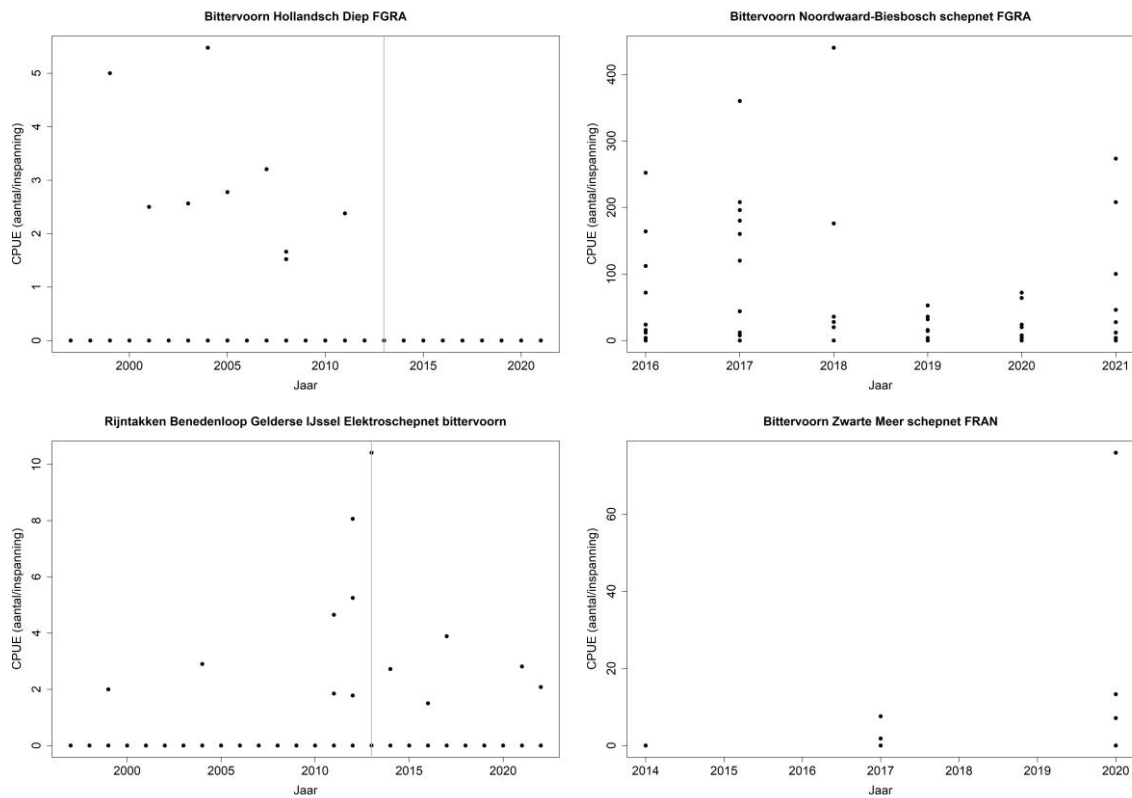 Bittervoorn Hollandsch Diep FGRA
CPUE (aantal/inspanning)
5
4
3
2
1
0
2000 2005 2010 2015 2020
Jaar
Bittervoorn Noordwaard-Biesbosch schepnet FGRA
CPUE (aantal/inspanning)
400
300
200
100
0
2016 2017 2018 2019 2020 2021
Jaar
Rijntakken Benedenloop Gelderse IJssel Elektroschepnet bittervoorn
CPUE (aantal/inspanning)
10
8
6
4
2
0
2000 2005 2010 2015 2020
Jaar
Bittervoorn Zwarte Meer schepnet FRAN
CPUE (aantal/inspanning)
60
40
20
0
2014 2015 2016 2017 2018 2019 2020
Jaar